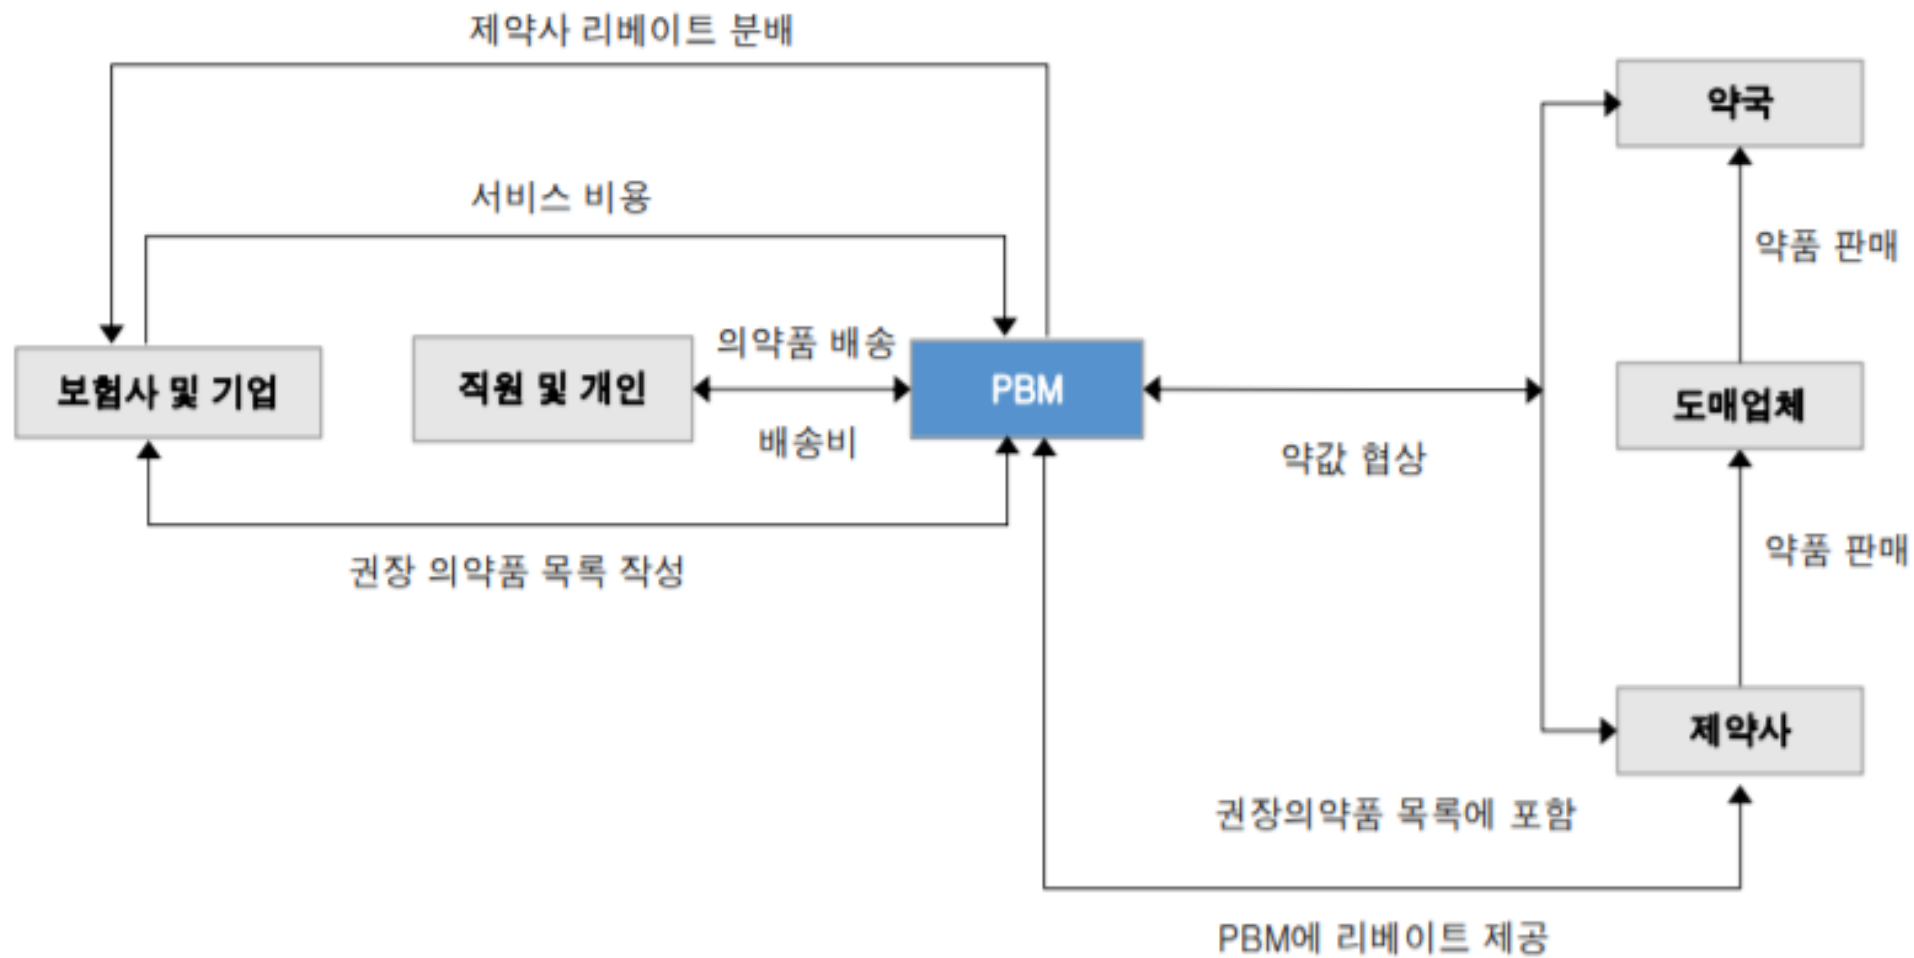 제약사 리베이트 분배
약국
서비스 비용
약품 판매
의약품 배송
보험사 및 기업
직원 및 개인
PBM
도매업체
배송비
약값 협상
권장 의약품 목록 작성
약품 판매
제약사
권장의약품 목록에 포함
PBM에 리베이트 제공